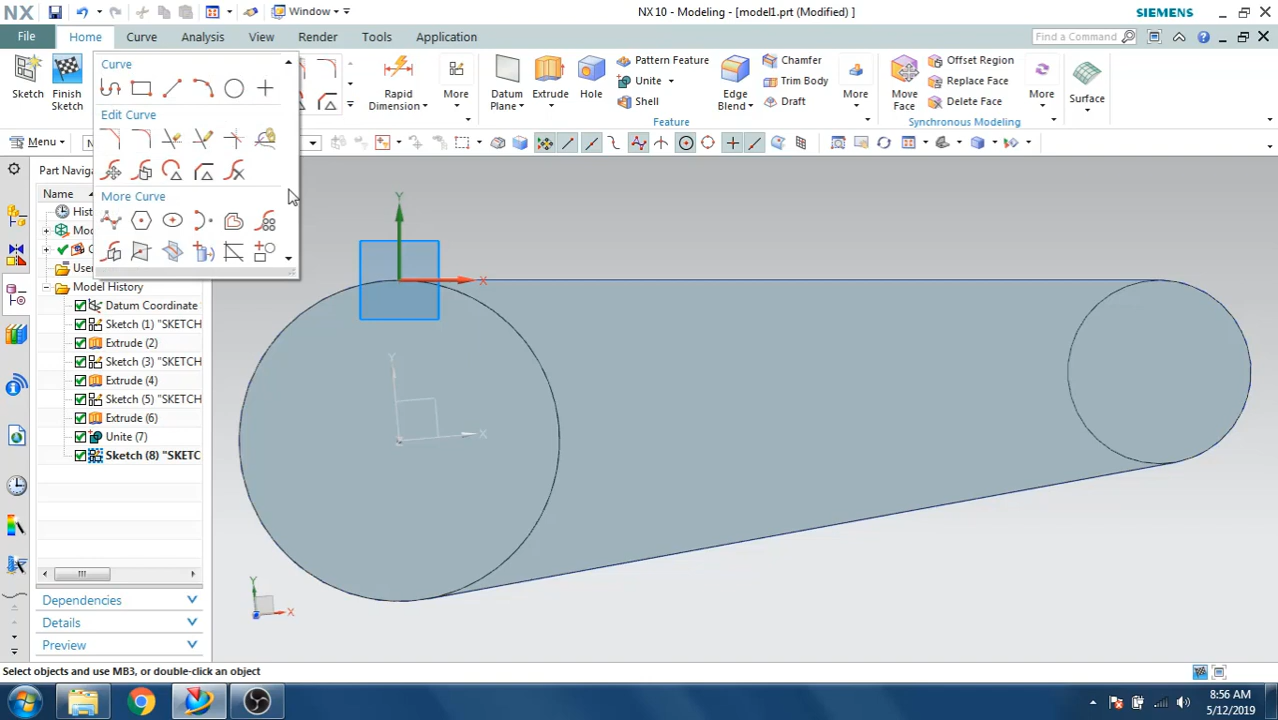 NX
Window
NX 10 - Modeling - [model1.prt (Modified) ]
SIEMENS
File
Home
Curve
Analysis
View
Render
Tools
Application
Find a Command
Sketch
Finish
Sketch
Curve
Edit Curve
More Curve
Rapid
Dimension
More
Datum
Plane
Extrude
Hole
Pattern Feature
Unite
Shell
Edge
Blend
Chamfer
Trim Body
Draft
More
Feature
Move
Face
Offset Region
Replace Face
Delete Face
More
Synchronous Modeling
Surface
Menu
Part Navig
Name
Hist
Mod
C
User
Model History
Datum Coordinate
Sketch (1) "SKETCH
Extrude (2)
Sketch (3) "SKETCH
Extrude (4)
Sketch (5) "SKETCH
Extrude (6)
Unite (7)
Sketch (8) "SKETC
Dependencies
Details
Preview
Y
X
Y
X
Y
X
Select objects and use MB3, or double-click an object
8:56 AM
5/12/2019